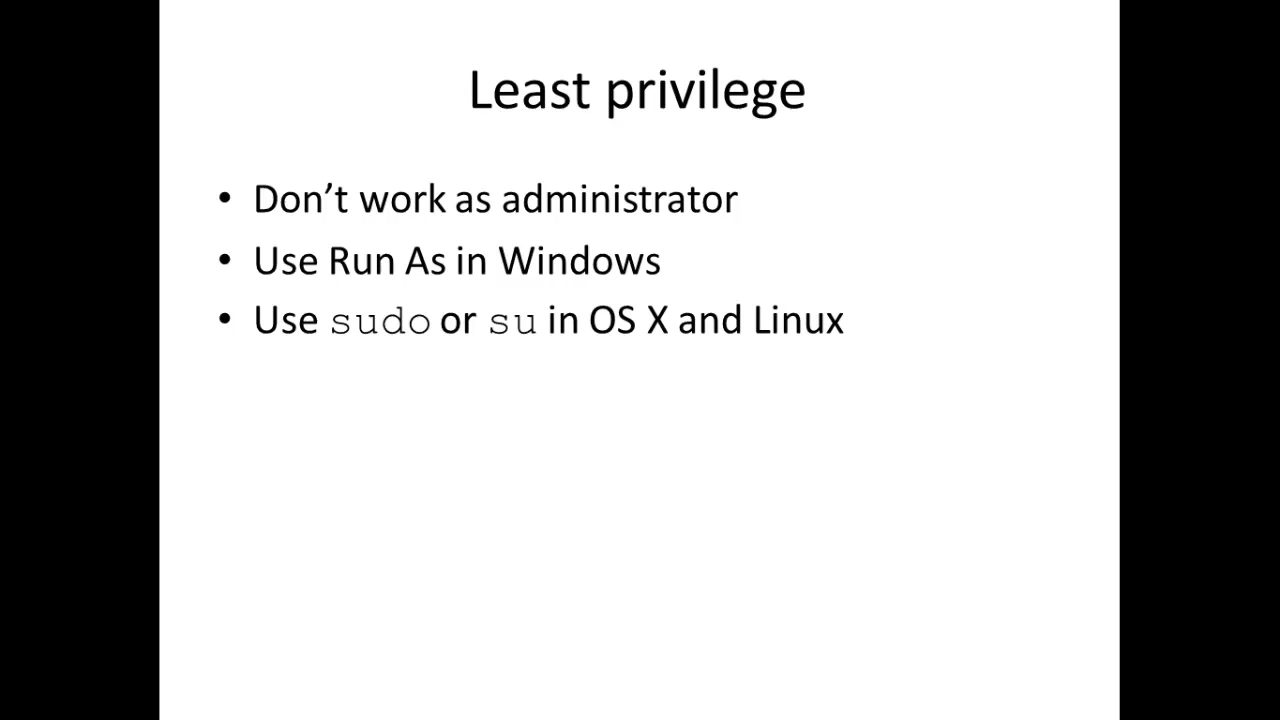 Least privilege
• Don’t work as administrator
• Use Run As in Windows
• Use sudo or su in OS X and Linux